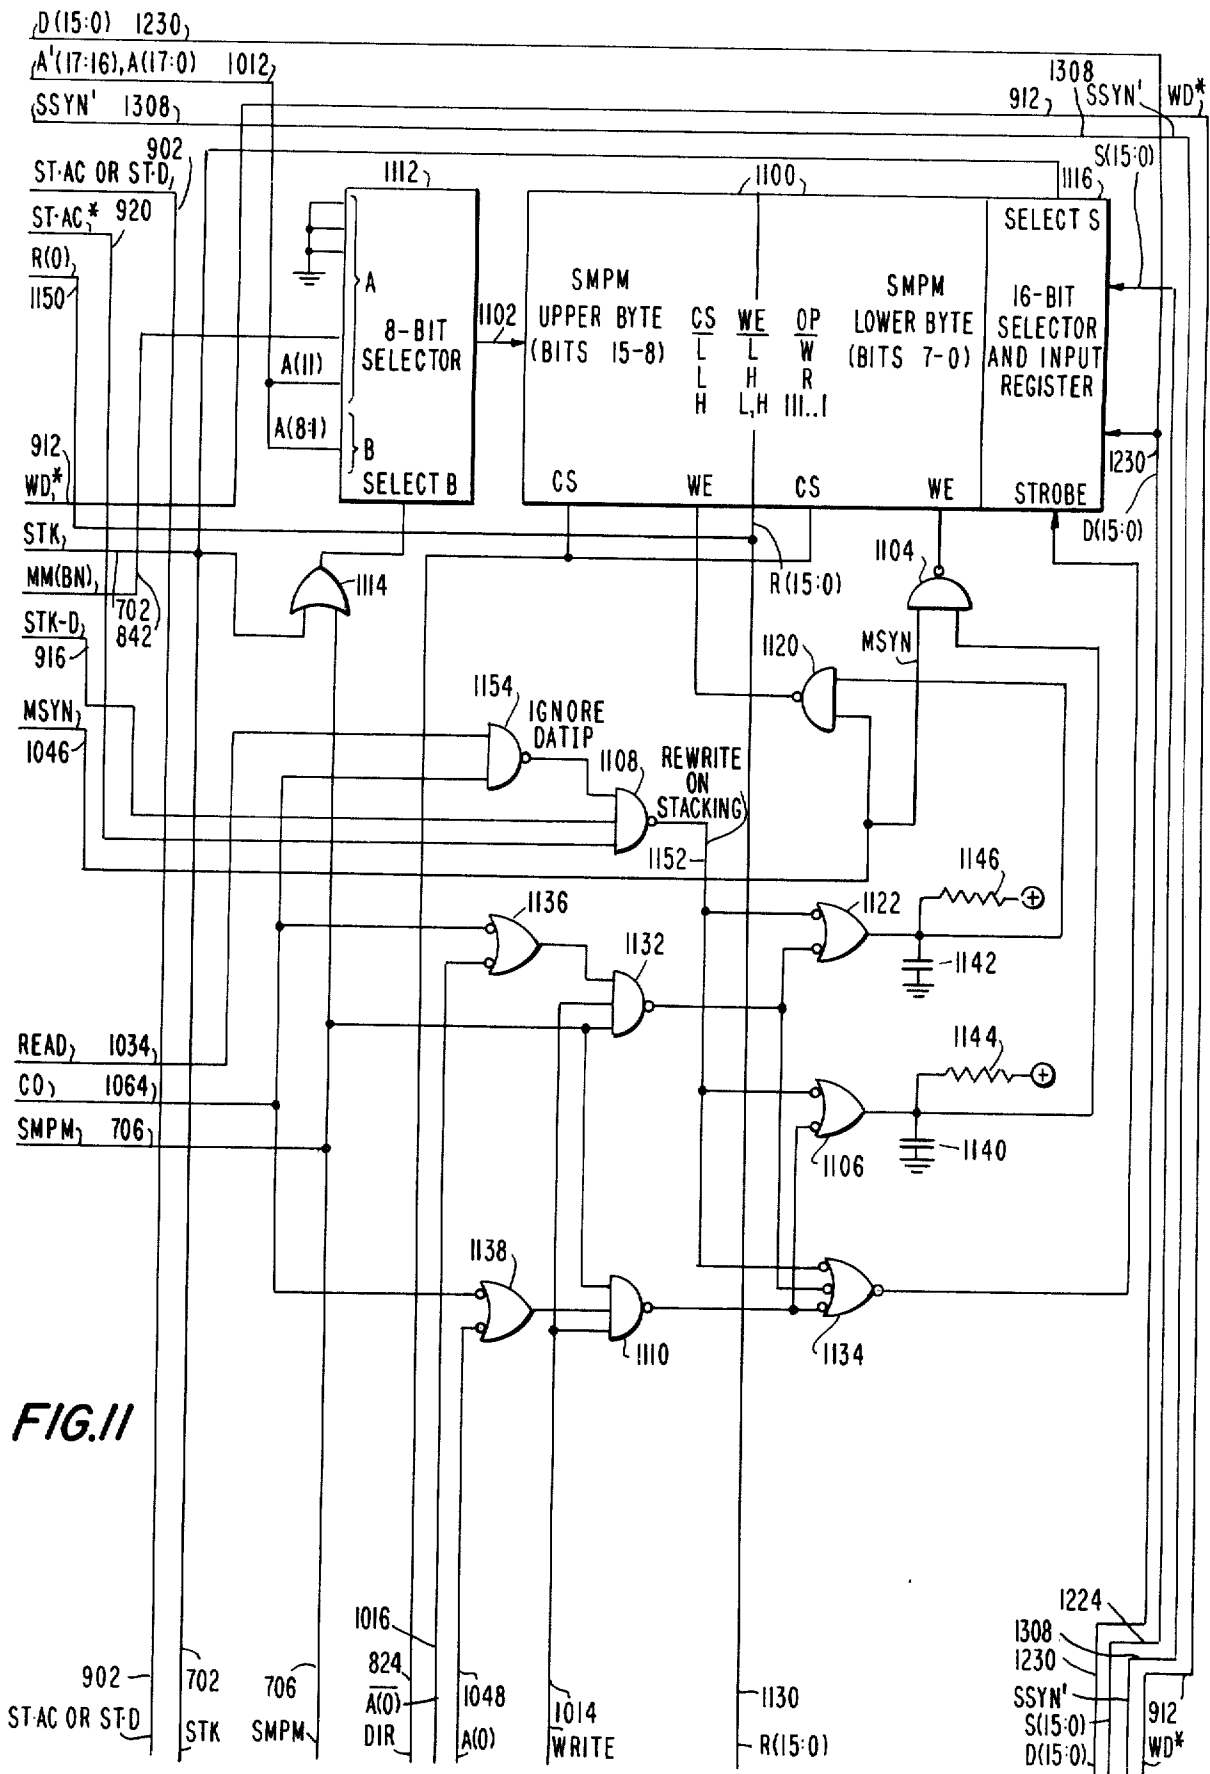 D(15:0) 1230
A'(17:16), A(17:0) 1012
SSYN' 1308
1308
912 SSYN' WD*
902
ST·AC OR ST·D
1112
1100
S(15:0)
1116
ST·AC* 920
R(0)
1150
SELECT S
A
8-BIT
SELECTOR
A(11)
A(8:1)
B
SELECT B
1102
SMPM
UPPER BYTE
(BITS 15-8)
CS WE OP
L L W
L H R
H L,H 111..1
SMPM
LOWER BYTE
(BITS 7-0)
16-BIT
SELECTOR
AND INPUT
REGISTER
912
WD*
1230
CS WE CS WE STROBE
D(15:0)
STK
MM(BN)
702
842
1114
R(15:0)
1104
STK-D
916
1120
MSYN
MSYN
1046
1154
IGNORE
DATIP
1108
REWRITE
ON
STACKING
1152
1146
1136
1122
1132
1142
READ 1034
CO 1064
SMPM 706
1144
1106
1140
1138
1110
1134
FIG.11
1016
1224
1308
1230
902
702
706
824
A(0)
1048
1014
1130
SSYN'
S(15:0)
912
ST·AC OR ST·D
STK
SMPM
DIR
A(0)
WRITE
R(15:0)
D(15:0)
WD*